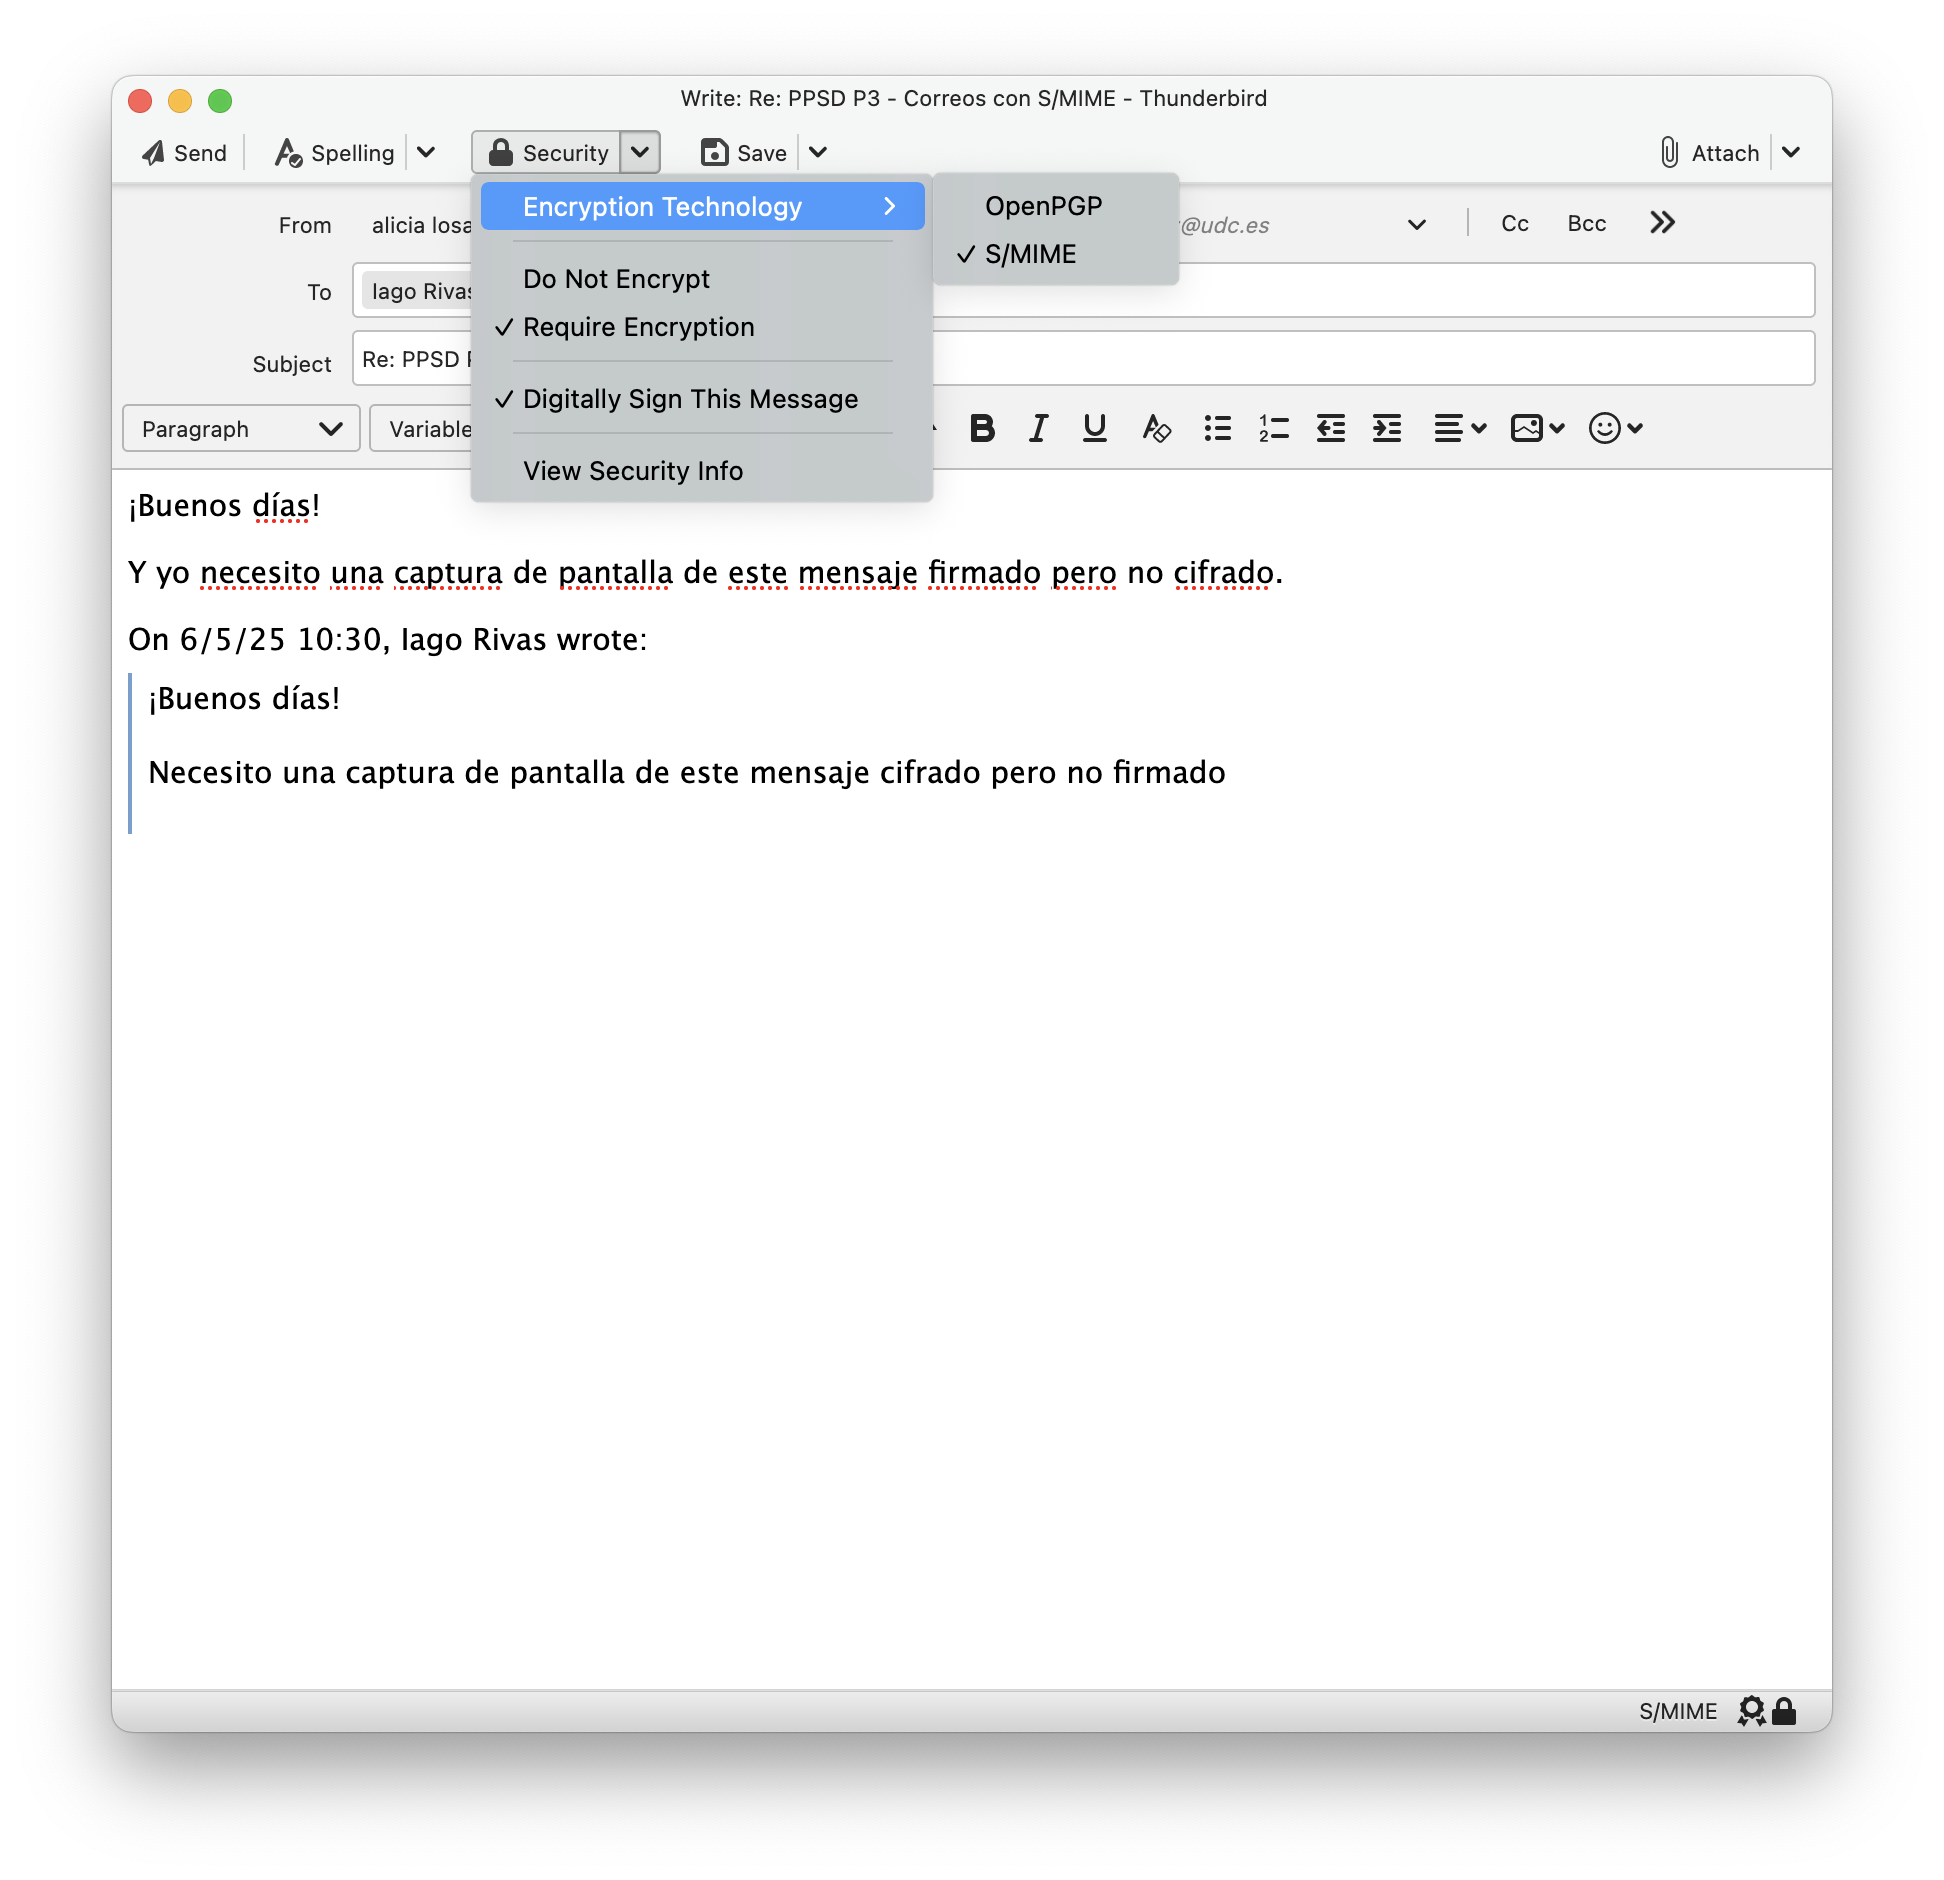 Write: Re: PPSD P3 - Correos con S/MIME - Thunderbird
Send Spelling Security Save Attach
Encryption Technology OpenPGP
From alicia @udc.es Cc Bcc
S/MIME
Do Not Encrypt
To Iago Rivas
Require Encryption
Subject Re: PPSD
Digitally Sign This Message
Paragraph Variable
View Security Info
¡Buenos días!
Y yo necesito una captura de pantalla de este mensaje firmado pero no cifrado.
On 6/5/25 10:30, Iago Rivas wrote:
¡Buenos días!
Necesito una captura de pantalla de este mensaje cifrado pero no firmado
S/MIME